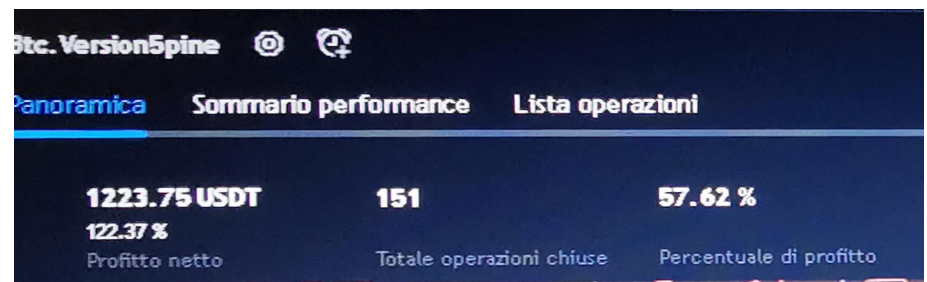 Btc.Version5pine
Panoramica Sommario performance Lista operazioni
1223.75 USDT 151 57.62 %
122.37 %
Profitto netto Totale operazioni chiuse Percentuale di profitto